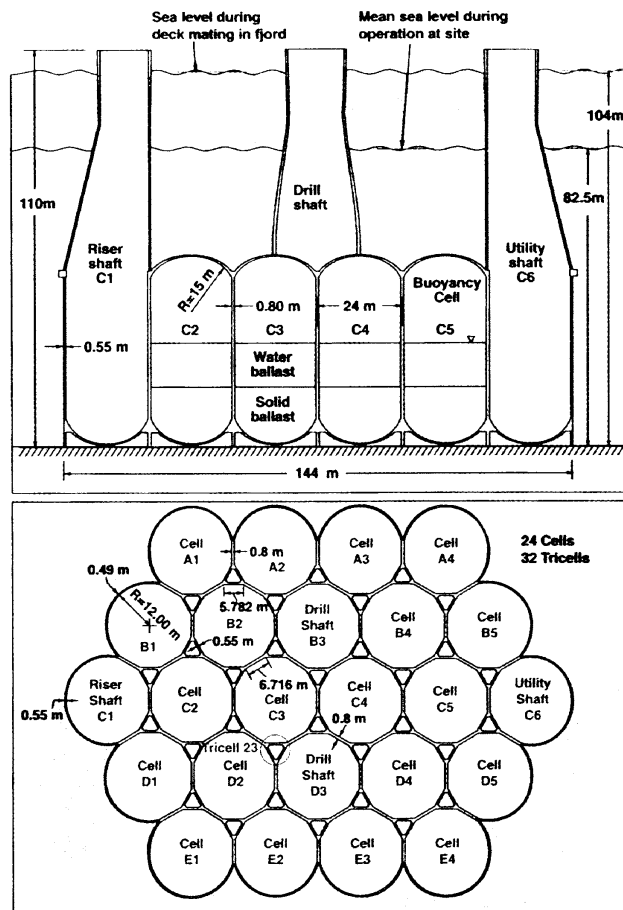 Sea level during
deck mating in fjord
Mean sea level during
operation at site
104m
110m
82.5m
Drill
shaft
Riser
shaft
C1
Utility
shaft
C6
R=15 m
Buoyancy
Cell
0.80 m
24 m
C2
C3
C4
C5
0.55 m
Water
ballast
Solid
ballast
144 m
24 Cells
32 Tricells
Cell
A1
0.8 m
Cell
A2
Cell
A3
Cell
A4
0.49 m
R=12.00 m
B1
5.782 m
B2
Drill
Shaft
B3
Cell
B4
Cell
B5
0.55 m
Riser
Shaft
C1
Cell
C2
6.716 m
Cell
C3
Cell
C4
Cell
C5
Utility
Shaft
C6
0.55 m
0.8 m
Tricell 23
Cell
D1
Cell
D2
Drill
Shaft
D3
Cell
D4
Cell
D5
Cell
E1
Cell
E2
Cell
E3
Cell
E4